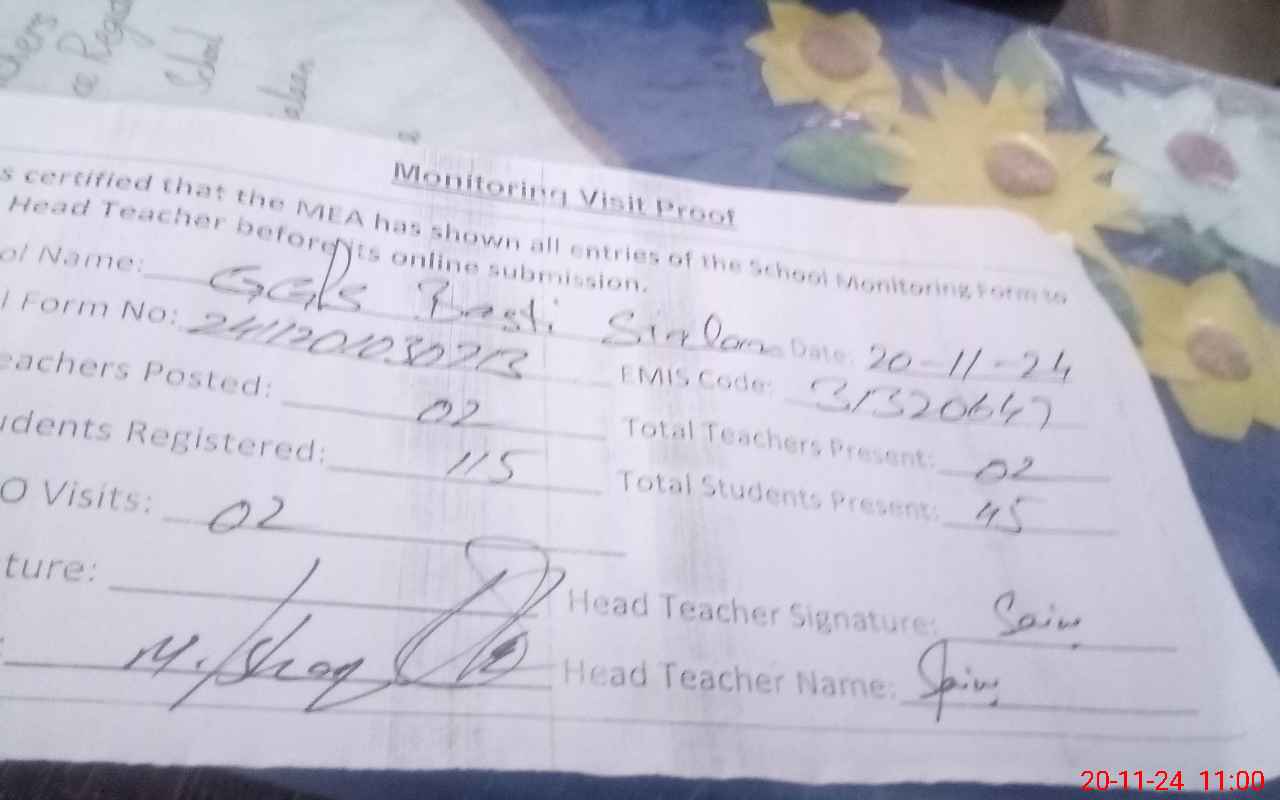 School
Monitoring Visit Proof
s certified that the MEA has shown all entries of the School Monitoring Form to
Head Teacher before its online submission.
ol Name: GGPS Basti Sialom Date: 20-11-24
l Form No: EMIS Code: 31320647
eachers Posted: 02 Total Teachers Present: 02
udents Registered: 115 Total Students Present: 45
O Visits: 02
ture: Head Teacher Signature:
Head Teacher Name:
20-11-24 11:00